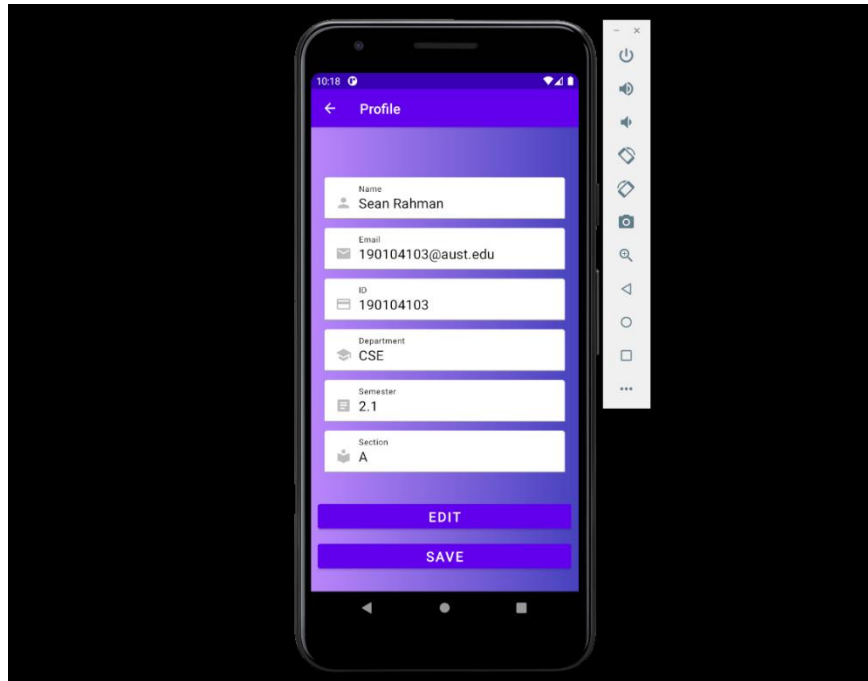 10:18
Profile
Name
Sean Rahman
Email
190104103@aust.edu
ID
190104103
Department
CSE
Semester
2.1
Section
A
EDIT
SAVE